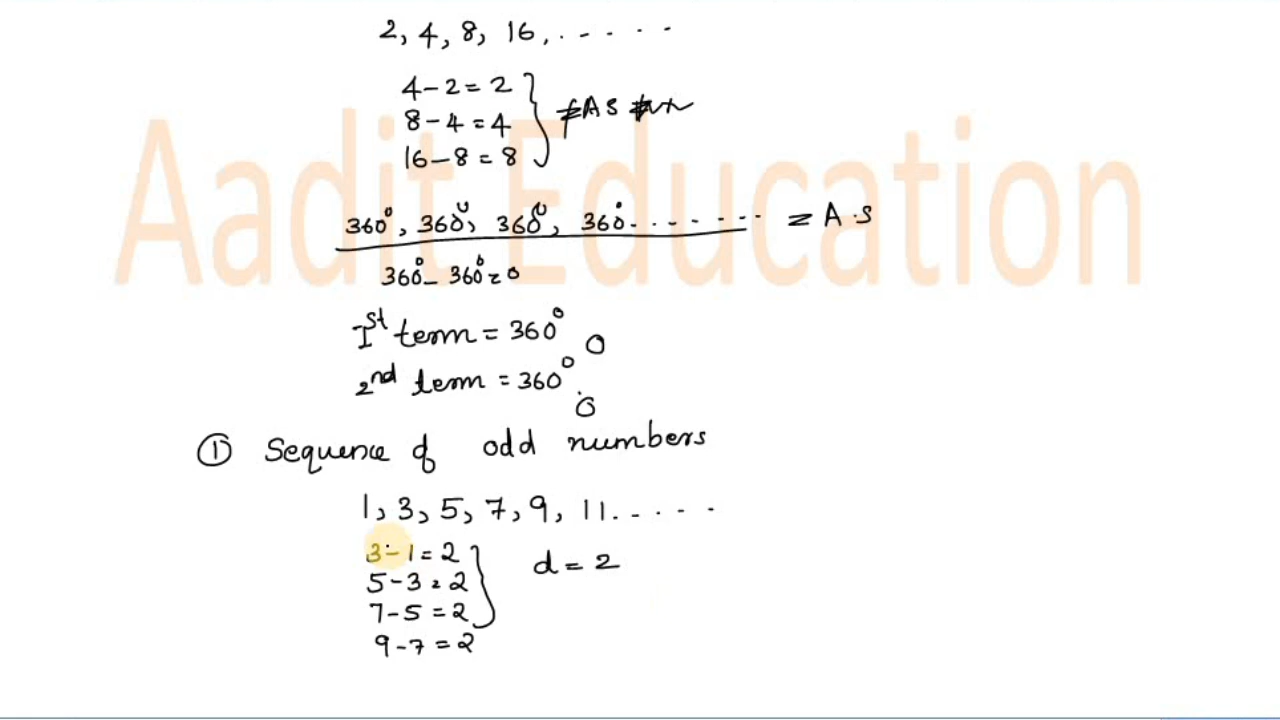 2, 4, 8, 16, ......
4-2=2
8-4=4 ≠AS
16-8=8
Aadit Education
360°, 360°, 360°, 360°........ = A.S
360°-360°=0
Ist term = 360° 0
2nd term = 360° 0
① Sequence of odd numbers
1, 3, 5, 7, 9, 11......
3-1=2
5-3=2 d=2
7-5=2
9-7=2